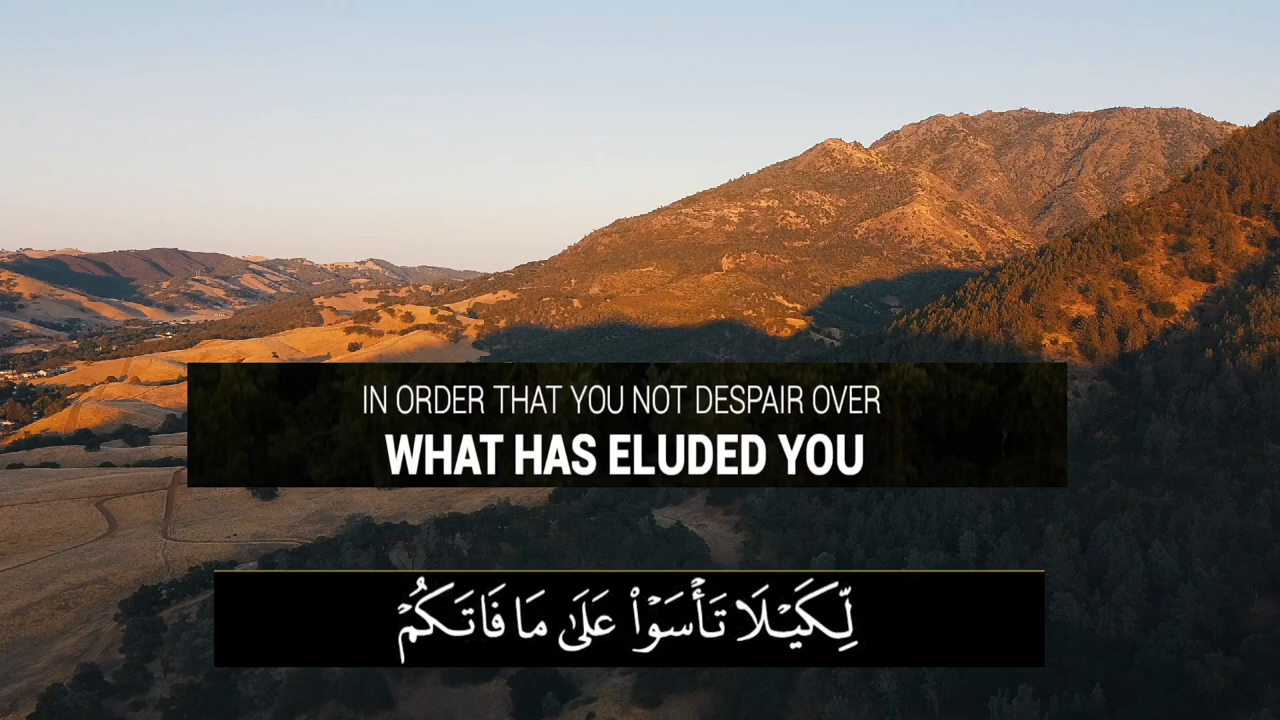 IN ORDER THAT YOU NOT DESPAIR OVER
WHAT HAS ELUDED YOU
لِّكَيْلَا تَأْسَوْا۟ عَلَىٰ مَا فَاتَكُمْ